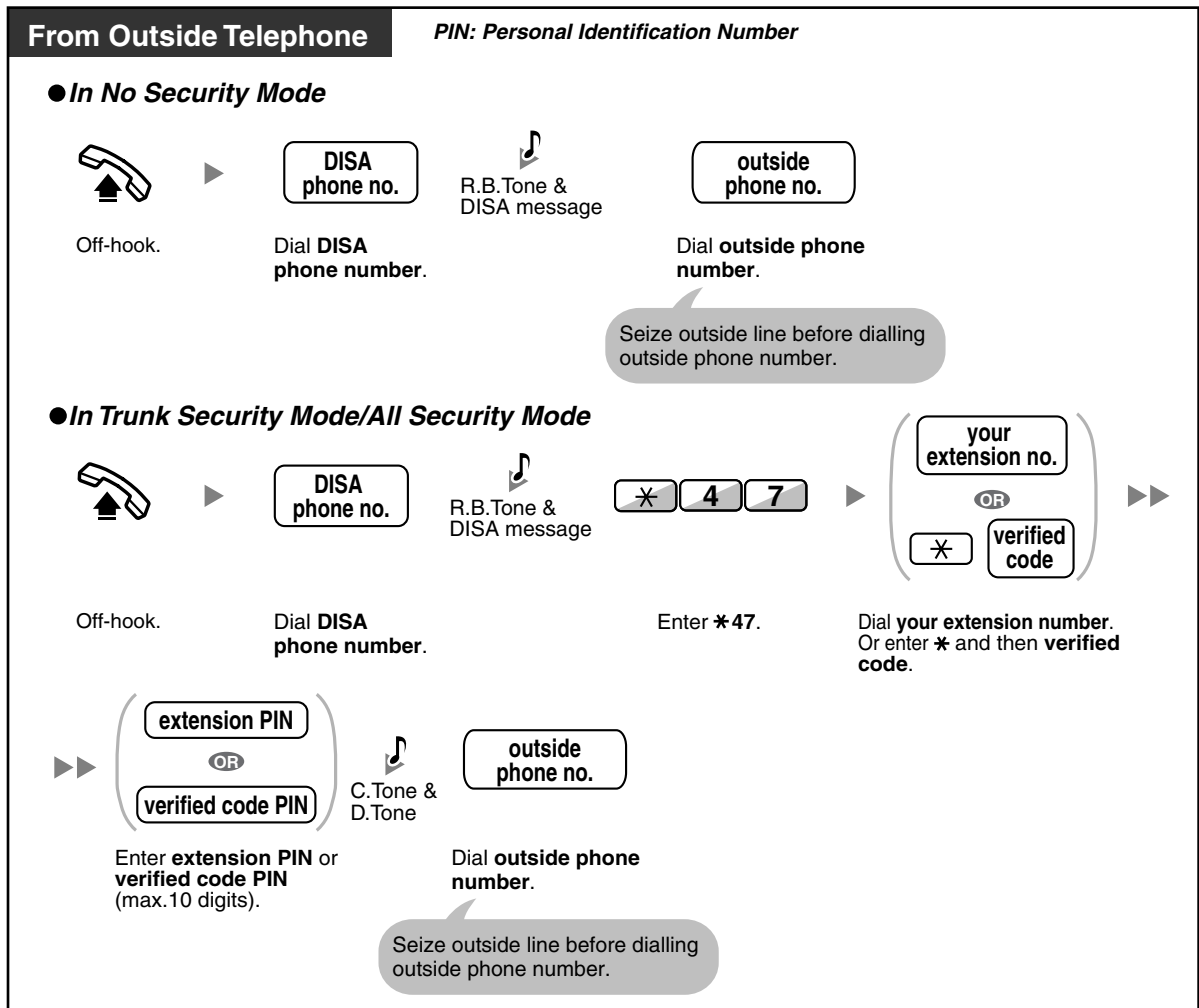 From Outside Telephone
PIN: Personal Identification Number
●In No Security Mode
DISA
phone no.
R.B.Tone &
DISA message
outside
phone no.
Off-hook.
Dial DISA
phone number.
Dial outside phone
number.
Seize outside line before dialling
outside phone number.
●In Trunk Security Mode/All Security Mode
DISA
phone no.
R.B.Tone &
DISA message
* 4 7
your
extension no.
OR
* verified
code
Off-hook.
Dial DISA
phone number.
Enter *47.
Dial your extension number.
Or enter * and then verified
code.
extension PIN
OR
verified code PIN
C.Tone &
D.Tone
outside
phone no.
Enter extension PIN or
verified code PIN
(max.10 digits).
Dial outside phone
number.
Seize outside line before dialling
outside phone number.